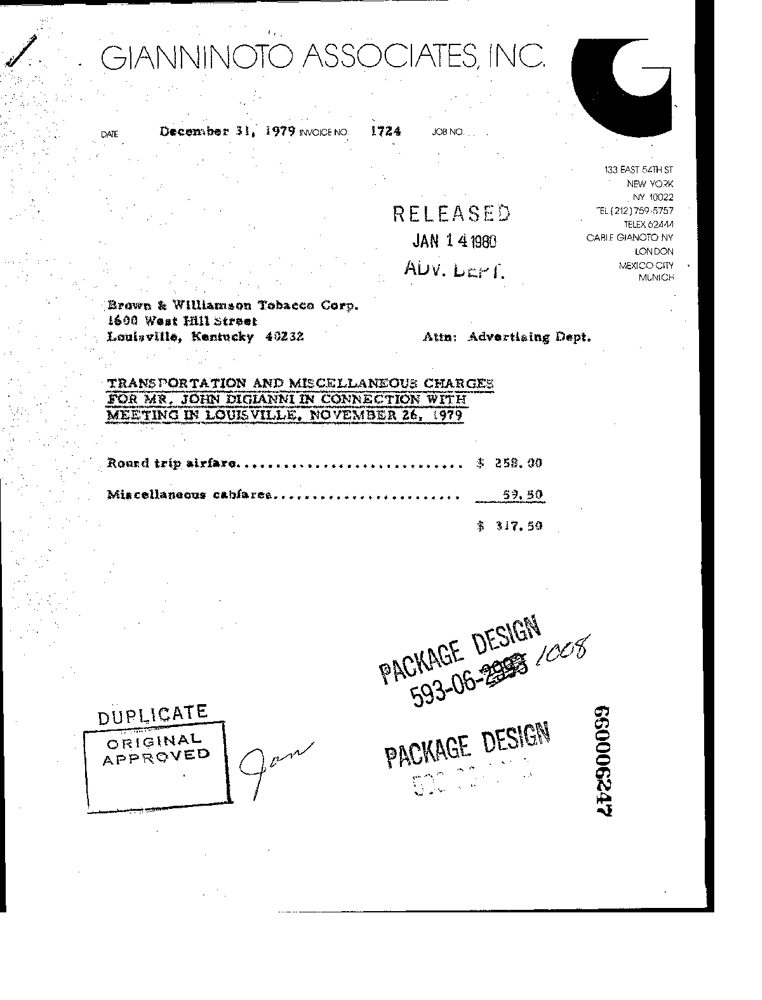 GIANNINOTO ASSOCIATES, INC.
DATE December 31, 1979 INVOICE NO. 1724 JOB NO.
133 EAST 54TH ST
NEW YORK
NY 10022
TEL (212) 759-5757
TELEX 62444
CABLE GIANOTO NY
LONDON
MEXICO CITY
MUNICH
RELEASED
JAN 14 1980
ADV. DEPT.
Brown & Williamson Tobacco Corp.
1600 West Hill Street
Louisville, Kentucky 40232 Attn: Advertising Dept.
TRANSPORTATION AND MISCELLANEOUS CHARGES
FOR MR. JOHN DIGIANNI IN CONNECTION WITH
MEETING IN LOUISVILLE, NOVEMBER 26, 1979
Round trip airfare............................. $ 258.00
Miscellaneous cabfares........................ 59.50
$ 317.50
PACKAGE DESIGN
593-06- 1008
DUPLICATE
ORIGINAL
APPROVED
Jan
PACKAGE DESIGN
660006247